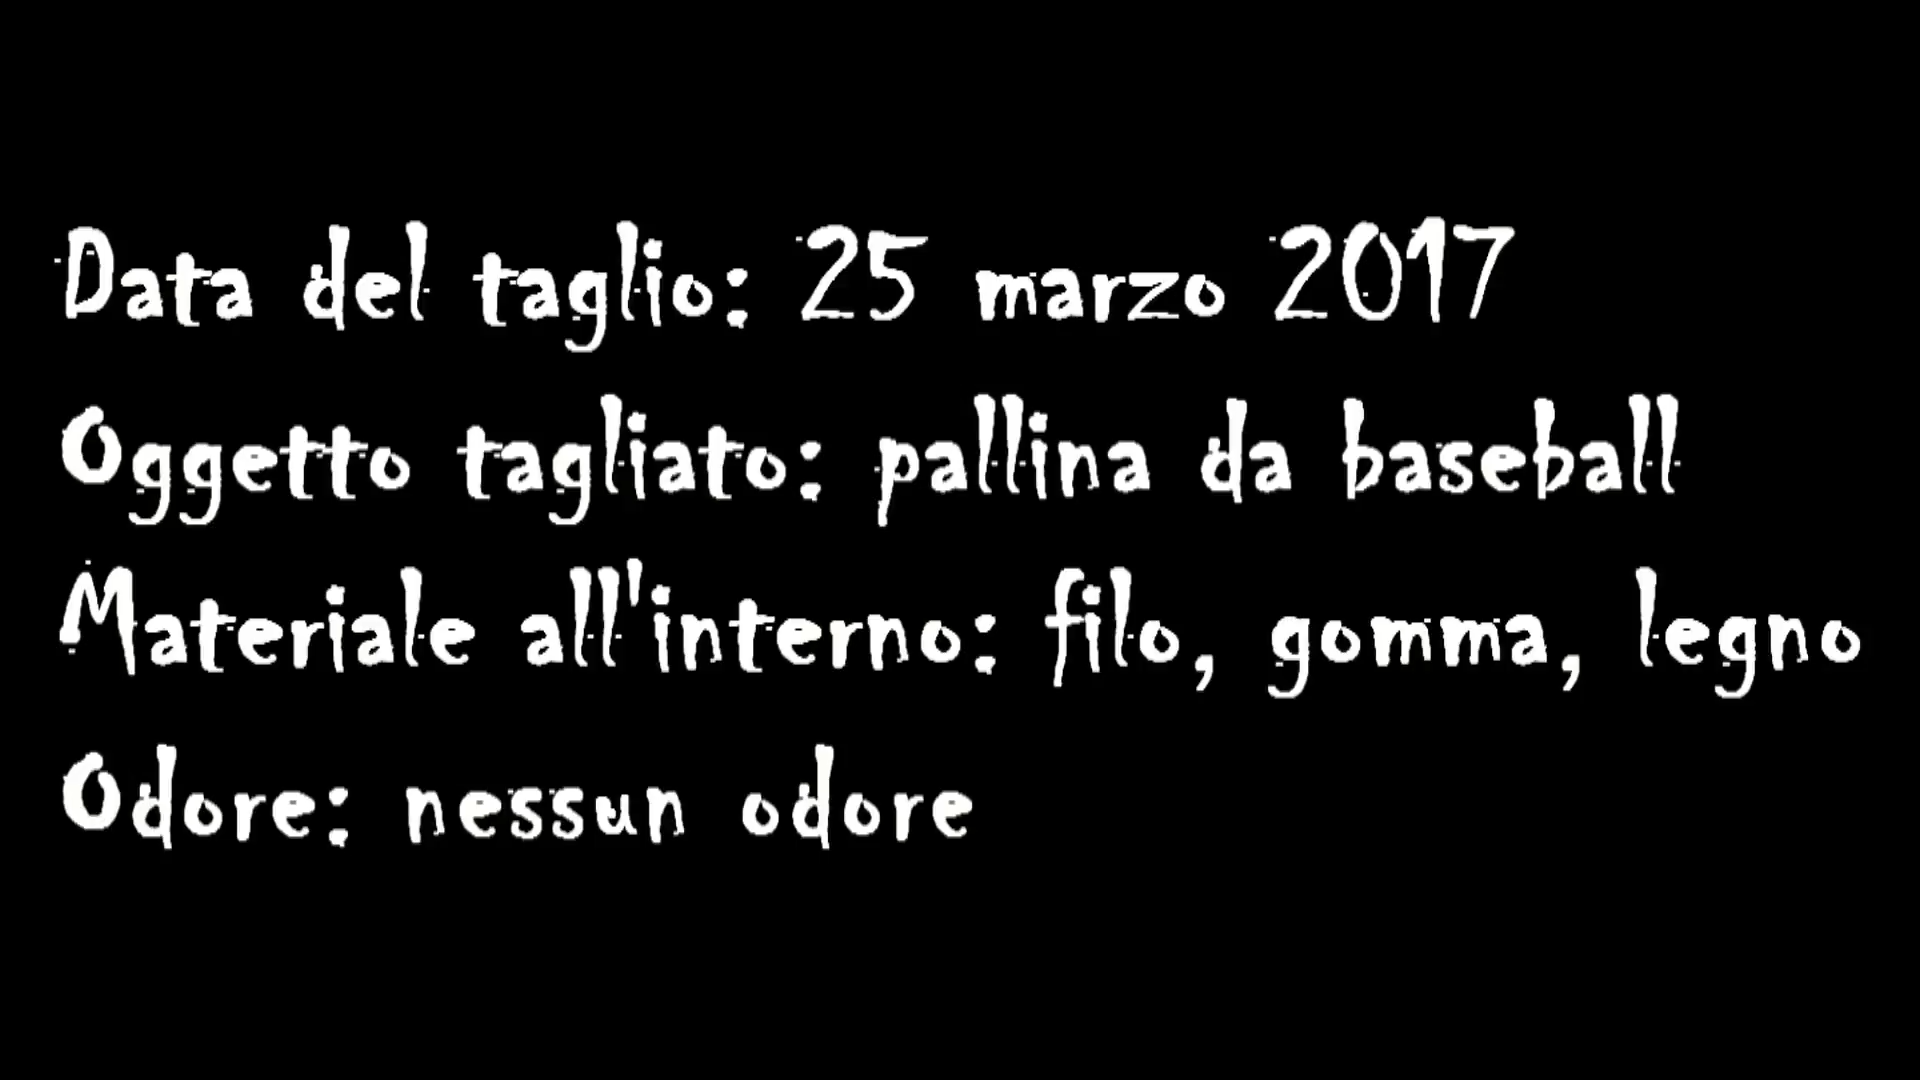 Data del taglio: 25 marzo 2017
Oggetto tagliato: pallina da baseball
Materiale all'interno: filo, gomma, legno
Odore: nessun odore